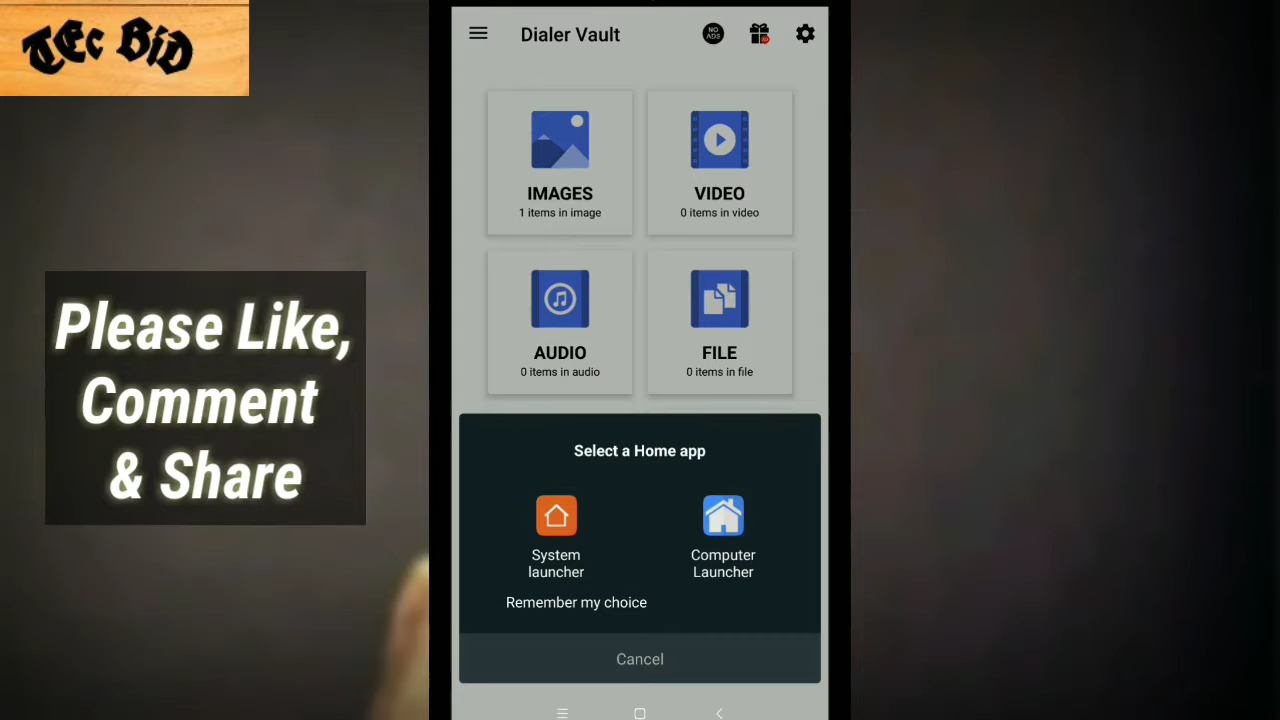 TEc BiD
Dialer Vault
NO ADS
IMAGES
1 items in image
VIDEO
0 items in video
AUDIO
0 items in audio
FILE
0 items in file
Please Like,
Comment
& Share
Select a Home app
System
launcher
Computer
Launcher
Remember my choice
Cancel